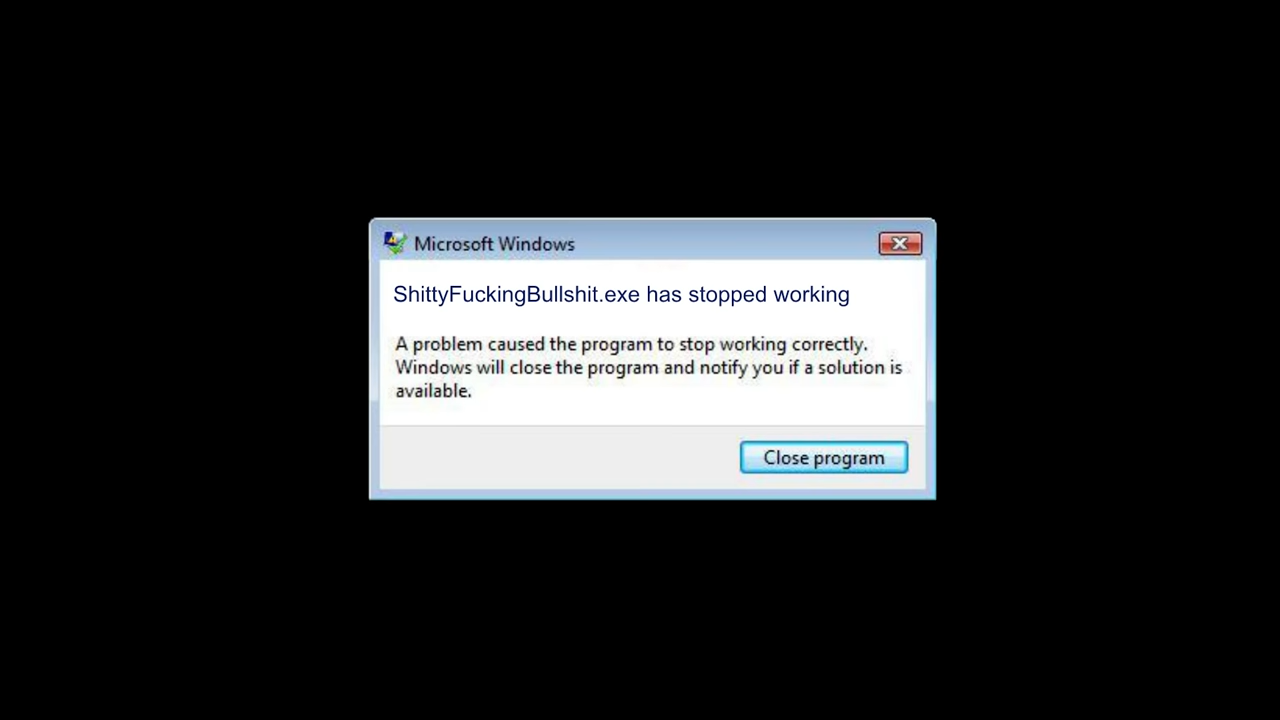 Microsoft Windows
ShittyFuckingBullshit.exe has stopped working
A problem caused the program to stop working correctly.
Windows will close the program and notify you if a solution is
available.
Close program